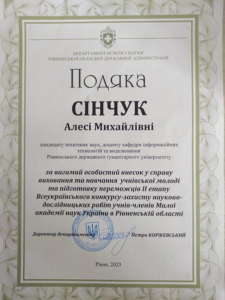 ДЕПАРТАМЕНТ ОСВІТИ І НАУКИ
РІВНЕНСЬКОЇ ОБЛАСНОЇ ДЕРЖАВНОЇ АДМІНІСТРАЦІЇ
Подяка
СІНЧУК
Алесі Михайлівні
кандидату технічних наук, доценту кафедри інформаційних
технологій та моделювання
Рівненського державного гуманітарного університету
за вагомий особистий внесок у справу
виховання та навчання учнівської молоді
та підготовку переможців ІІ етапу
Всеукраїнського конкурсу-захисту науково-
дослідницьких робіт учнів-членів Малої
академії наук України в Рівненській області
Директор департаменту
Петро КОРЖЕВСЬКИЙ
Рівне, 2023